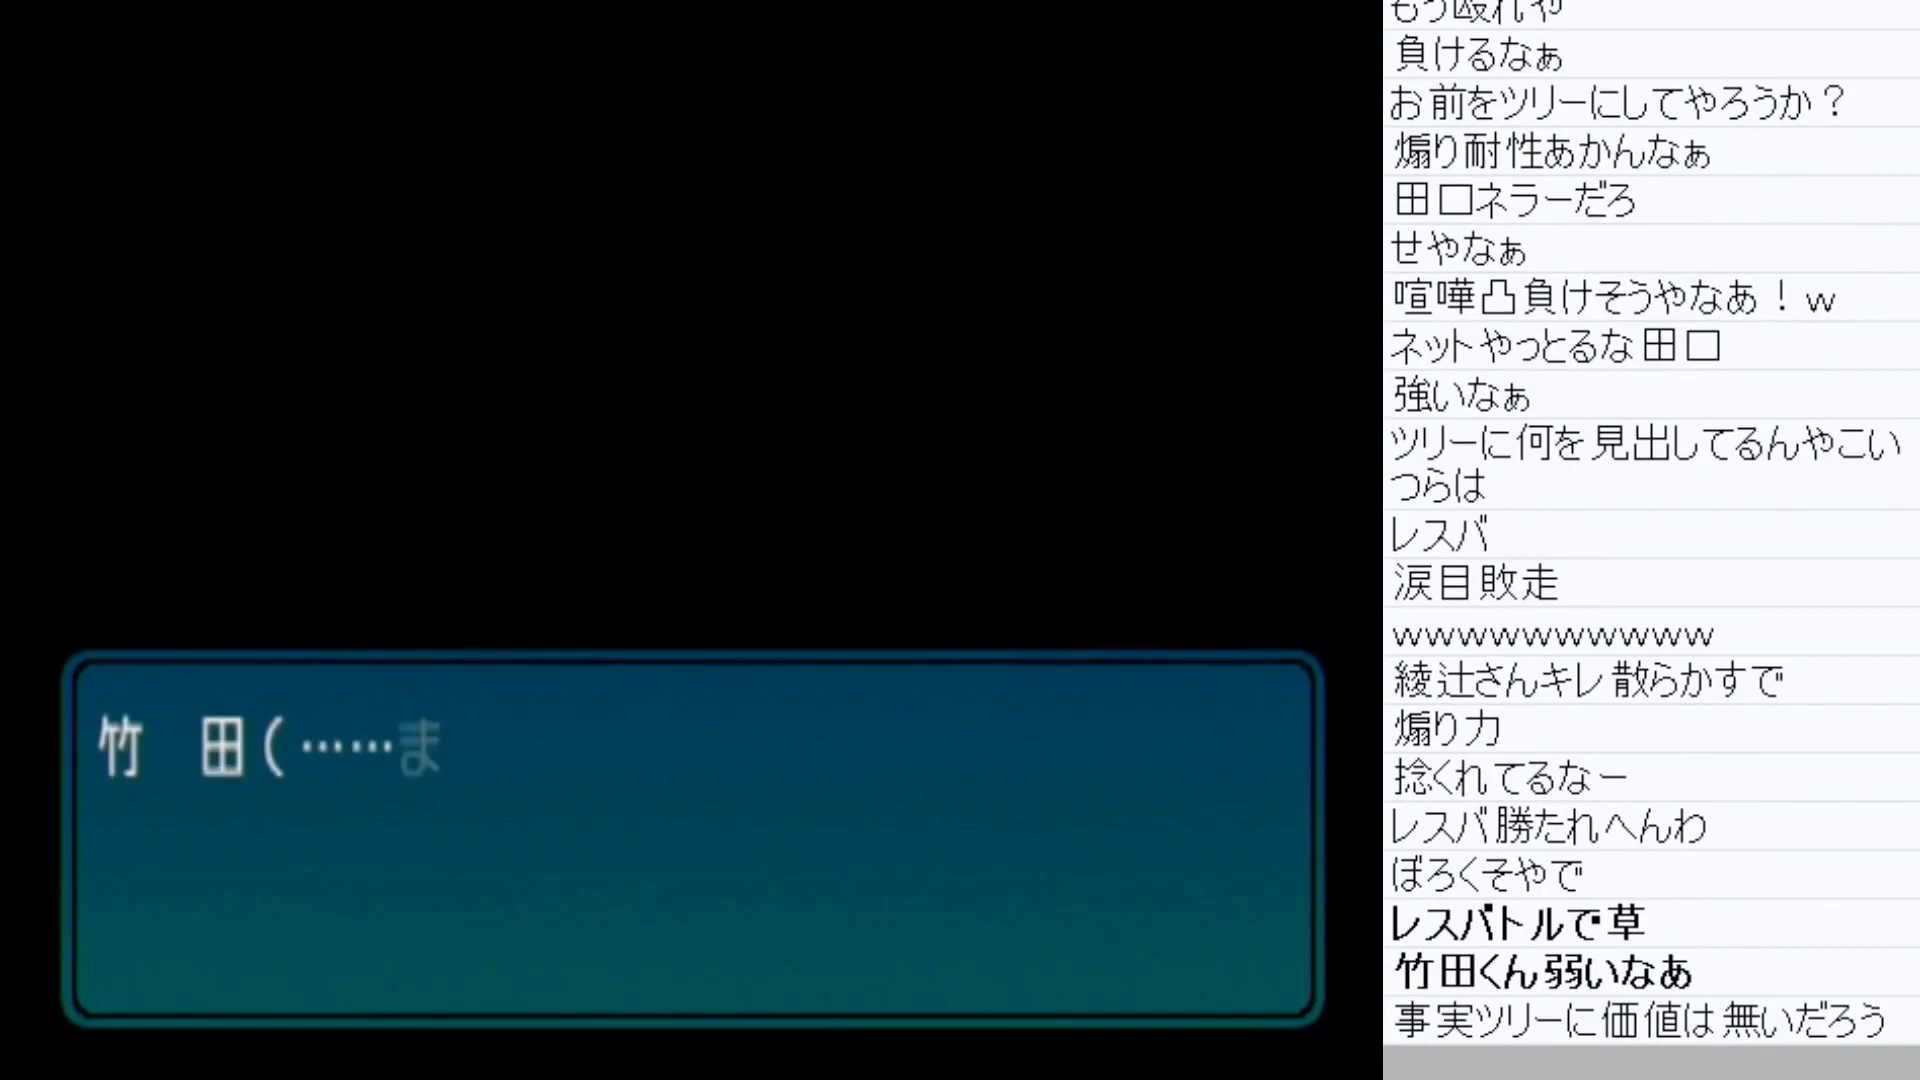 竹　田(……ま
もう殴れや
負けるなぁ
お前をツリーにしてやろうか？
煽り耐性あかんなぁ
田口ネラーだろ
せやなぁ
喧嘩凸負けそうやなあ！ｗ
ネットやっとるな田口
強いなぁ
ツリーに何を見出してるんやこい
つらは
レスバ
涙目敗走
ｗｗｗｗｗｗｗｗｗｗ
綾辻さんキレ散らかすで
煽り力
捻くれてるなー
レスバ勝たれへんわ
ぼろくそやで
レスバトルで草
竹田くん弱いなあ
事実ツリーに価値は無いだろう